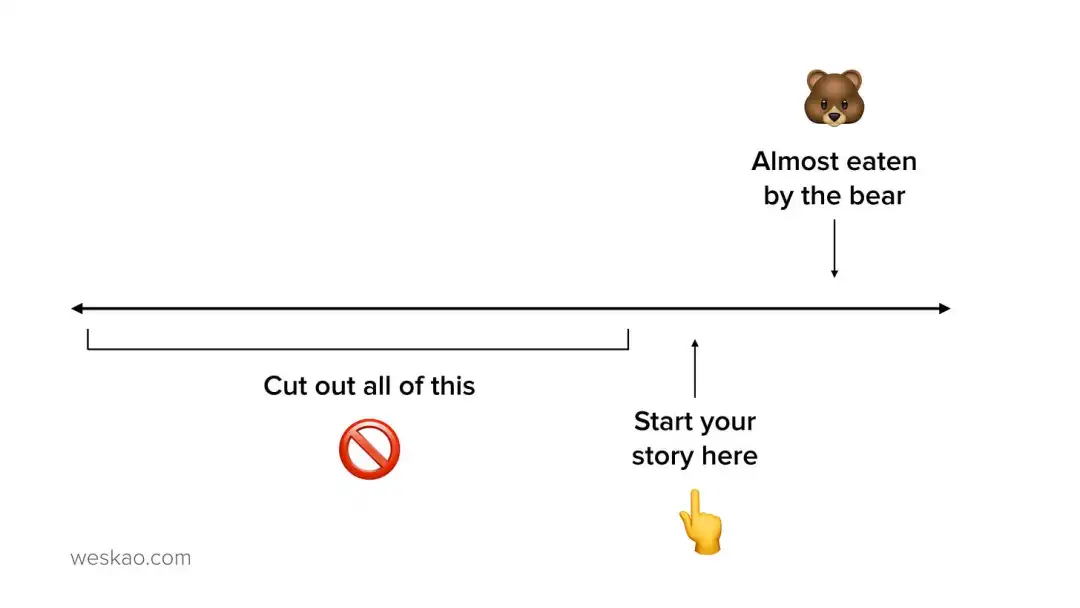 Almost eaten
by the bear
Cut out all of this
Start your
story here
weskao.com